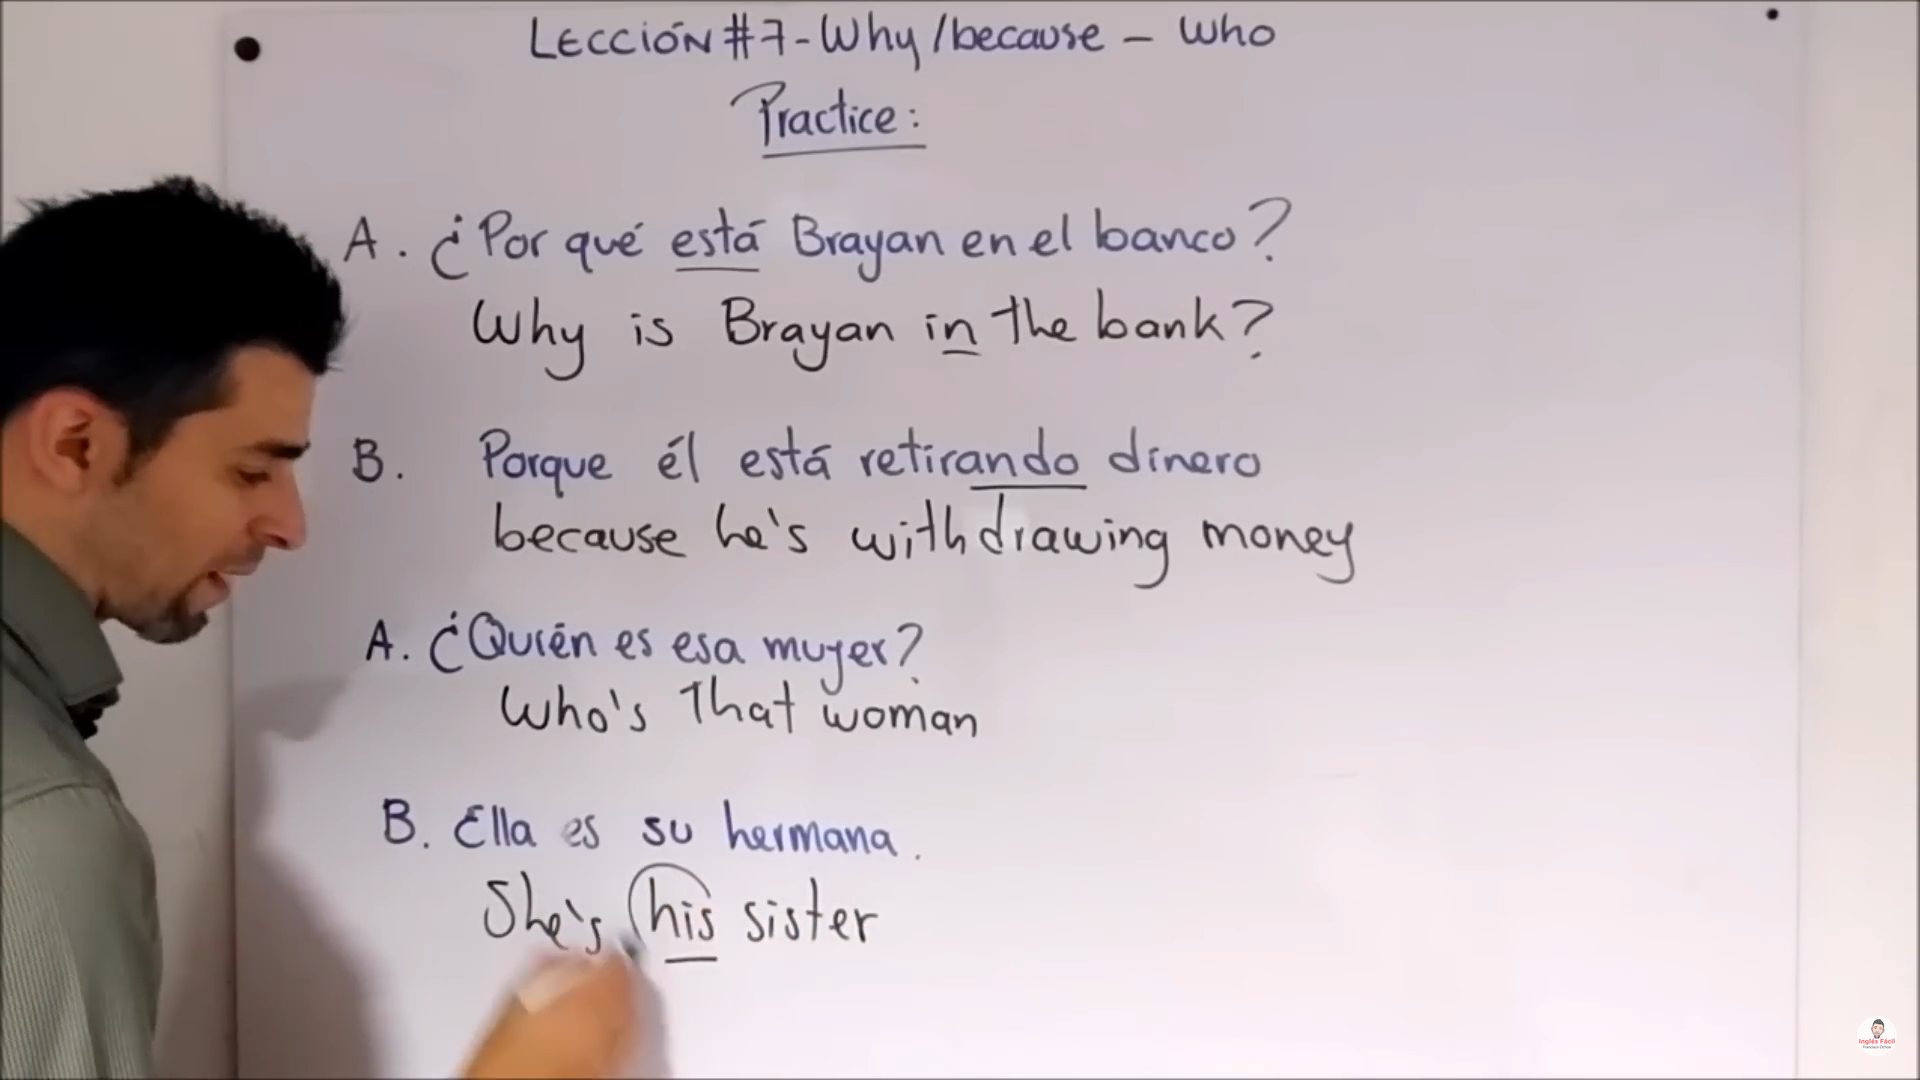 LECCIÓN #7 - Why / because - Who
Practice:
A. ¿Por qué está Brayan en el banco?
Why is Brayan in the bank?
B. Porque él está retirando dinero
because he's withdrawing money
A. ¿Quién es esa mujer?
Who's that woman
B. Ella es su hermana.
She's his sister
Inglés Fácil